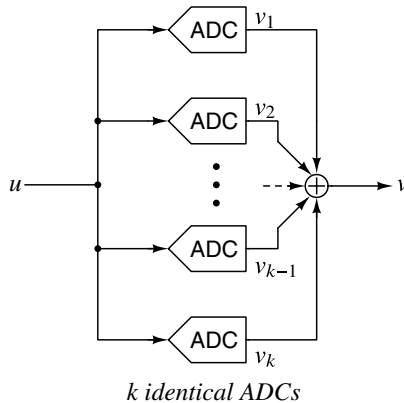 ADC v₁
ADC v₂
u v
ADC vₖ₋₁
ADC vₖ
k identical ADCs